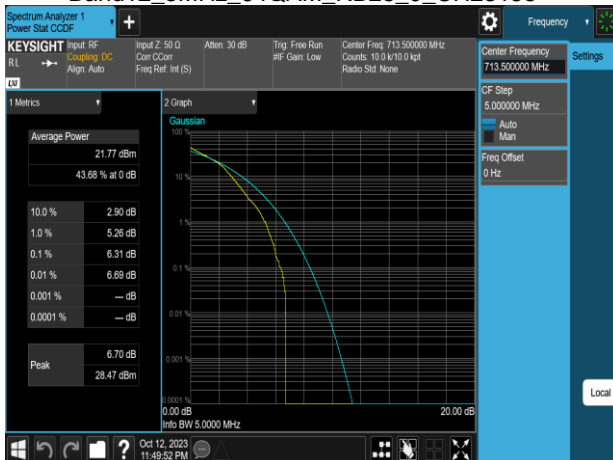 Spectrum Analyzer 1
Power Stat CCDF
Frequency
KEYSIGHT
RL
LXI
Input: RF
Coupling: DC
Align: Auto
Input Z: 50 Ω
Corr CCorr
Freq Ref: Int (S)
Atten: 30 dB
Trig: Free Run
#IF Gain: Low
Center Freq: 713.500000 MHz
Counts: 10.0 k/10.0 kpt
Radio Std: None
Center Frequency
713.500000 MHz
Settings
CF Step
5.000000 MHz
Auto
Man
Freq Offset
0 Hz
Local
1 Metrics
Average Power
21.77 dBm
43.68 % at 0 dB
10.0 % 2.90 dB
1.0 % 5.26 dB
0.1 % 6.31 dB
0.01 % 6.69 dB
0.001 % --- dB
0.0001 % --- dB
Peak
6.70 dB
28.47 dBm
2 Graph
Gaussian
100 %
10 %
1 %
0.1 %
0.01 %
0.001 %
0.0001 %
0.00 dB 20.00 dB
Info BW 5.0000 MHz
?
Oct 12, 2023
11:49:52 PM